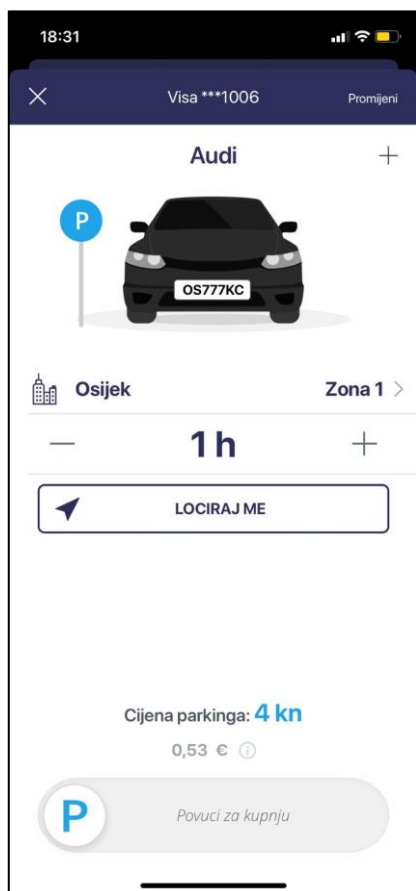 18:31
Visa ***1006 Promijeni
Audi
P
OS777KC
Osijek Zona 1
1 h
LOCIRAJ ME
Cijena parkinga: 4 kn
0,53 €
P Povuci za kupnju